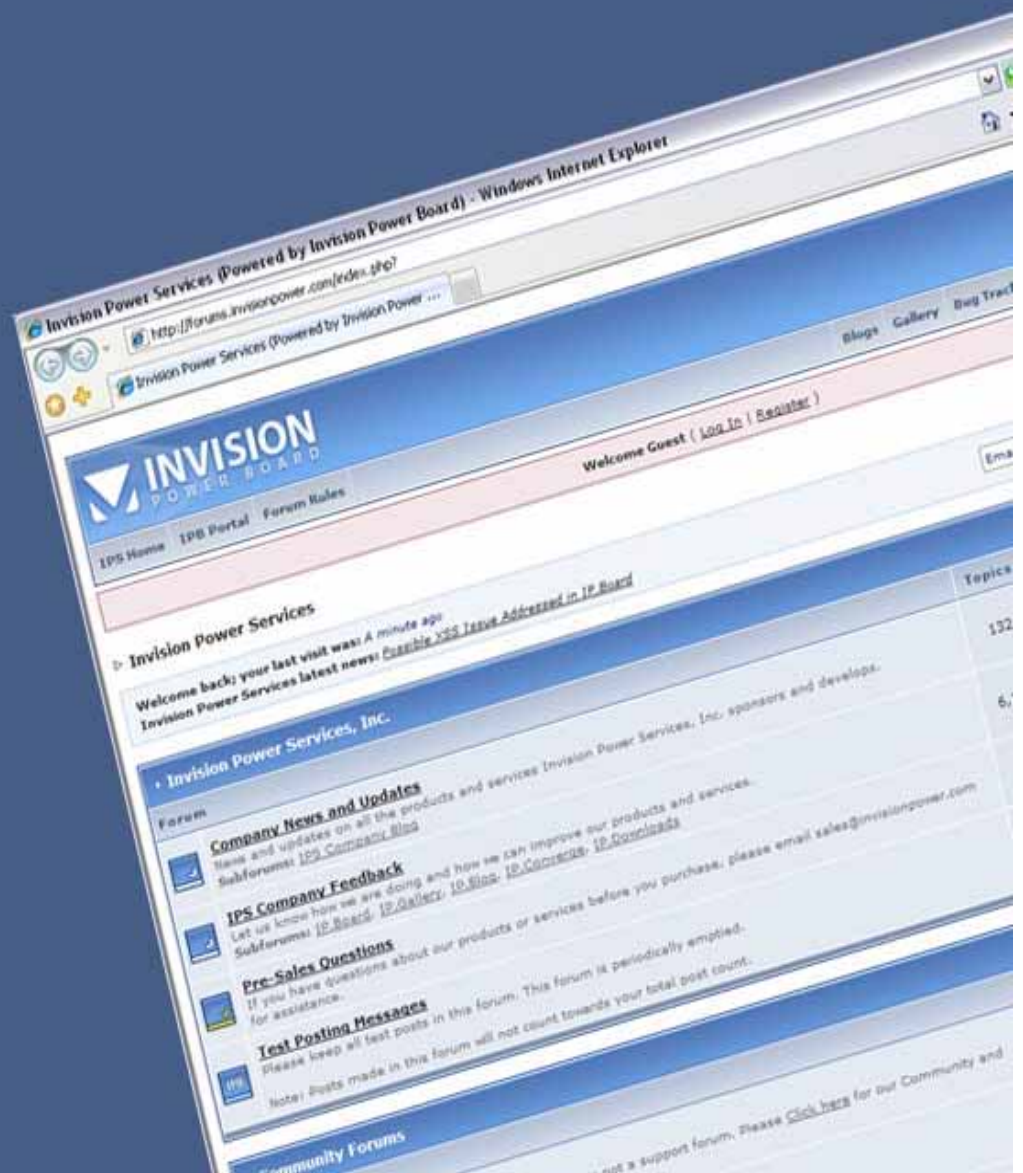 Invision Power Services (Powered by Invision Power Board) - Windows Internet Explorer
http://forums.invisionpower.com/index.php?
Invision Power Services (Powered by Invision Power ...
Blogs Gallery Bug Track
INVISION
POWER BOARD
IPS Home IPB Portal Forum Rules
Welcome Guest ( Log In | Register )
Ema
Invision Power Services
Welcome back; your last visit was: A minute ago
Invision Power Services latest news: Possible XSS Issue Addressed in IP.Board
Invision Power Services, Inc.
Forum Topics
Company News and Updates
News and updates on all the products and services Invision Power Services, Inc. sponsors and develops.
Subforums: IPS Company Blog
132
IPS Company Feedback
Let us know how we are doing and how we can improve our products and services.
Subforums: IP.Board, IP.Gallery, IP.Blog, IP.Converge, IP.Downloads
6,
Pre-Sales Questions
If you have questions about our products or services before you purchase, please email sales@invisionpower.com
for assistance.
Test Posting Messages
Please keep all test posts in this forum. This forum is periodically emptied.
Note: Posts made in this forum will not count towards your total post count.
IPS
Community Forums
not a support forum. Please Click here for our Community and